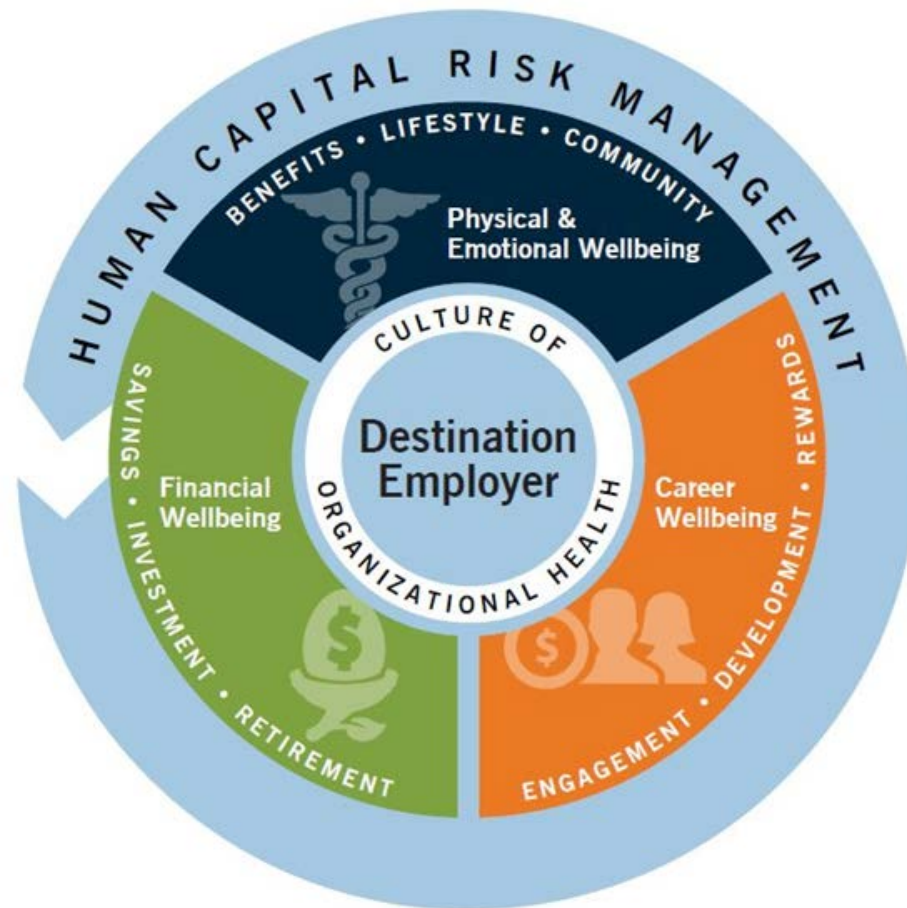 HUMAN CAPITAL RISK MANAGEMENT
BENEFITS • LIFESTYLE • COMMUNITY
Physical &
Emotional Wellbeing
CULTURE OF
Destination
Employer
ORGANIZATIONAL HEALTH
SAVINGS • INVESTMENT • RETIREMENT
Financial
Wellbeing
$
Career
Wellbeing
$
ENGAGEMENT • DEVELOPMENT • REWARDS